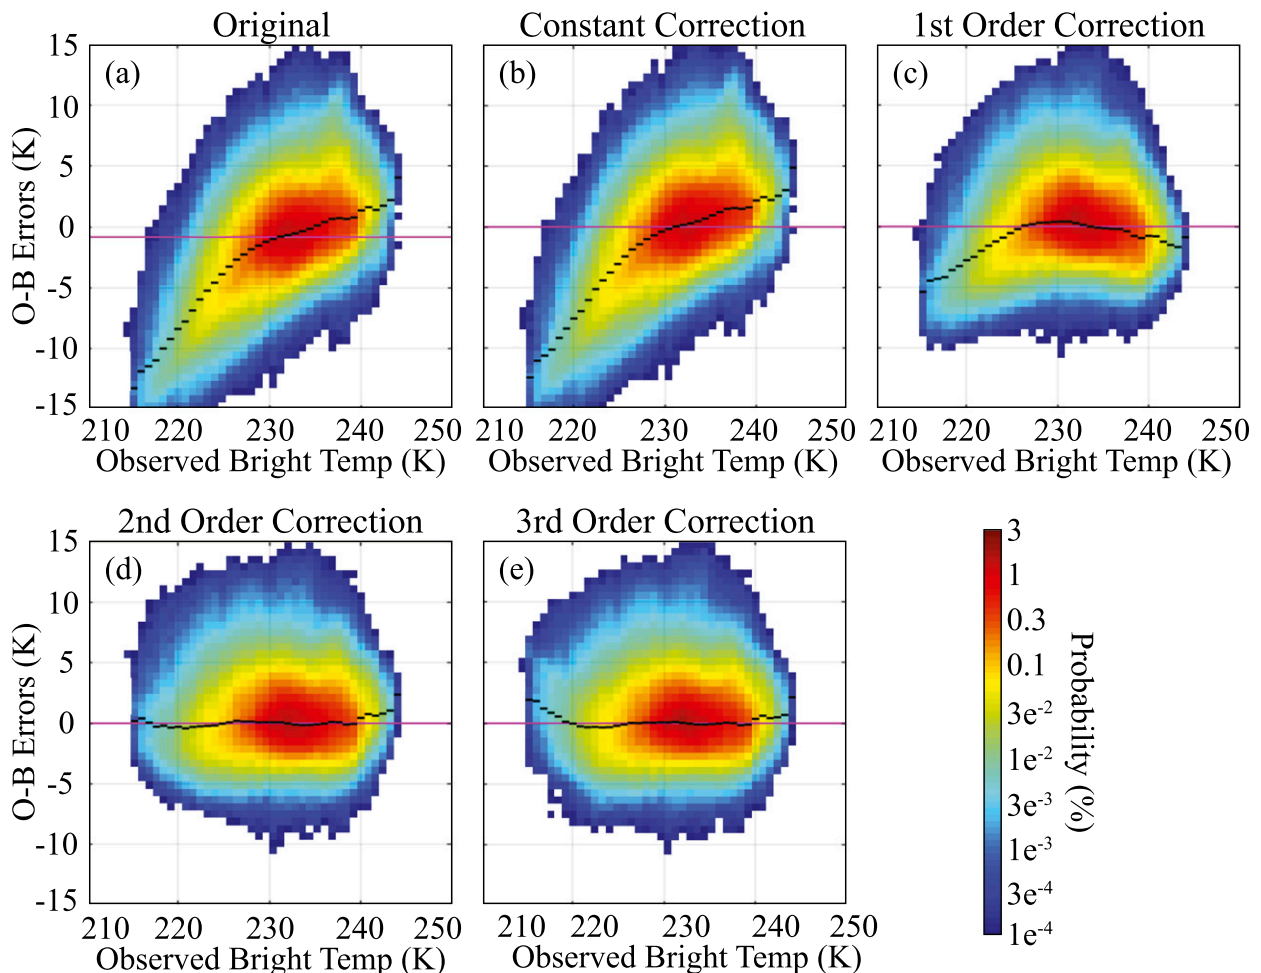 Original
Constant Correction
1st Order Correction
(a)
(b)
(c)
15
10
5
0
-5
-10
-15
O-B Errors (K)
210 220 230 240 250
210 220 230 240 250
210 220 230 240 250
Observed Bright Temp (K)
Observed Bright Temp (K)
Observed Bright Temp (K)
2nd Order Correction
3rd Order Correction
(d)
(e)
15
10
5
0
-5
-10
-15
O-B Errors (K)
210 220 230 240 250
210 220 230 240 250
Observed Bright Temp (K)
Observed Bright Temp (K)
3
1
0.3
0.1
3e-2
1e-2
3e-3
1e-3
3e-4
1e-4
Probability (%)